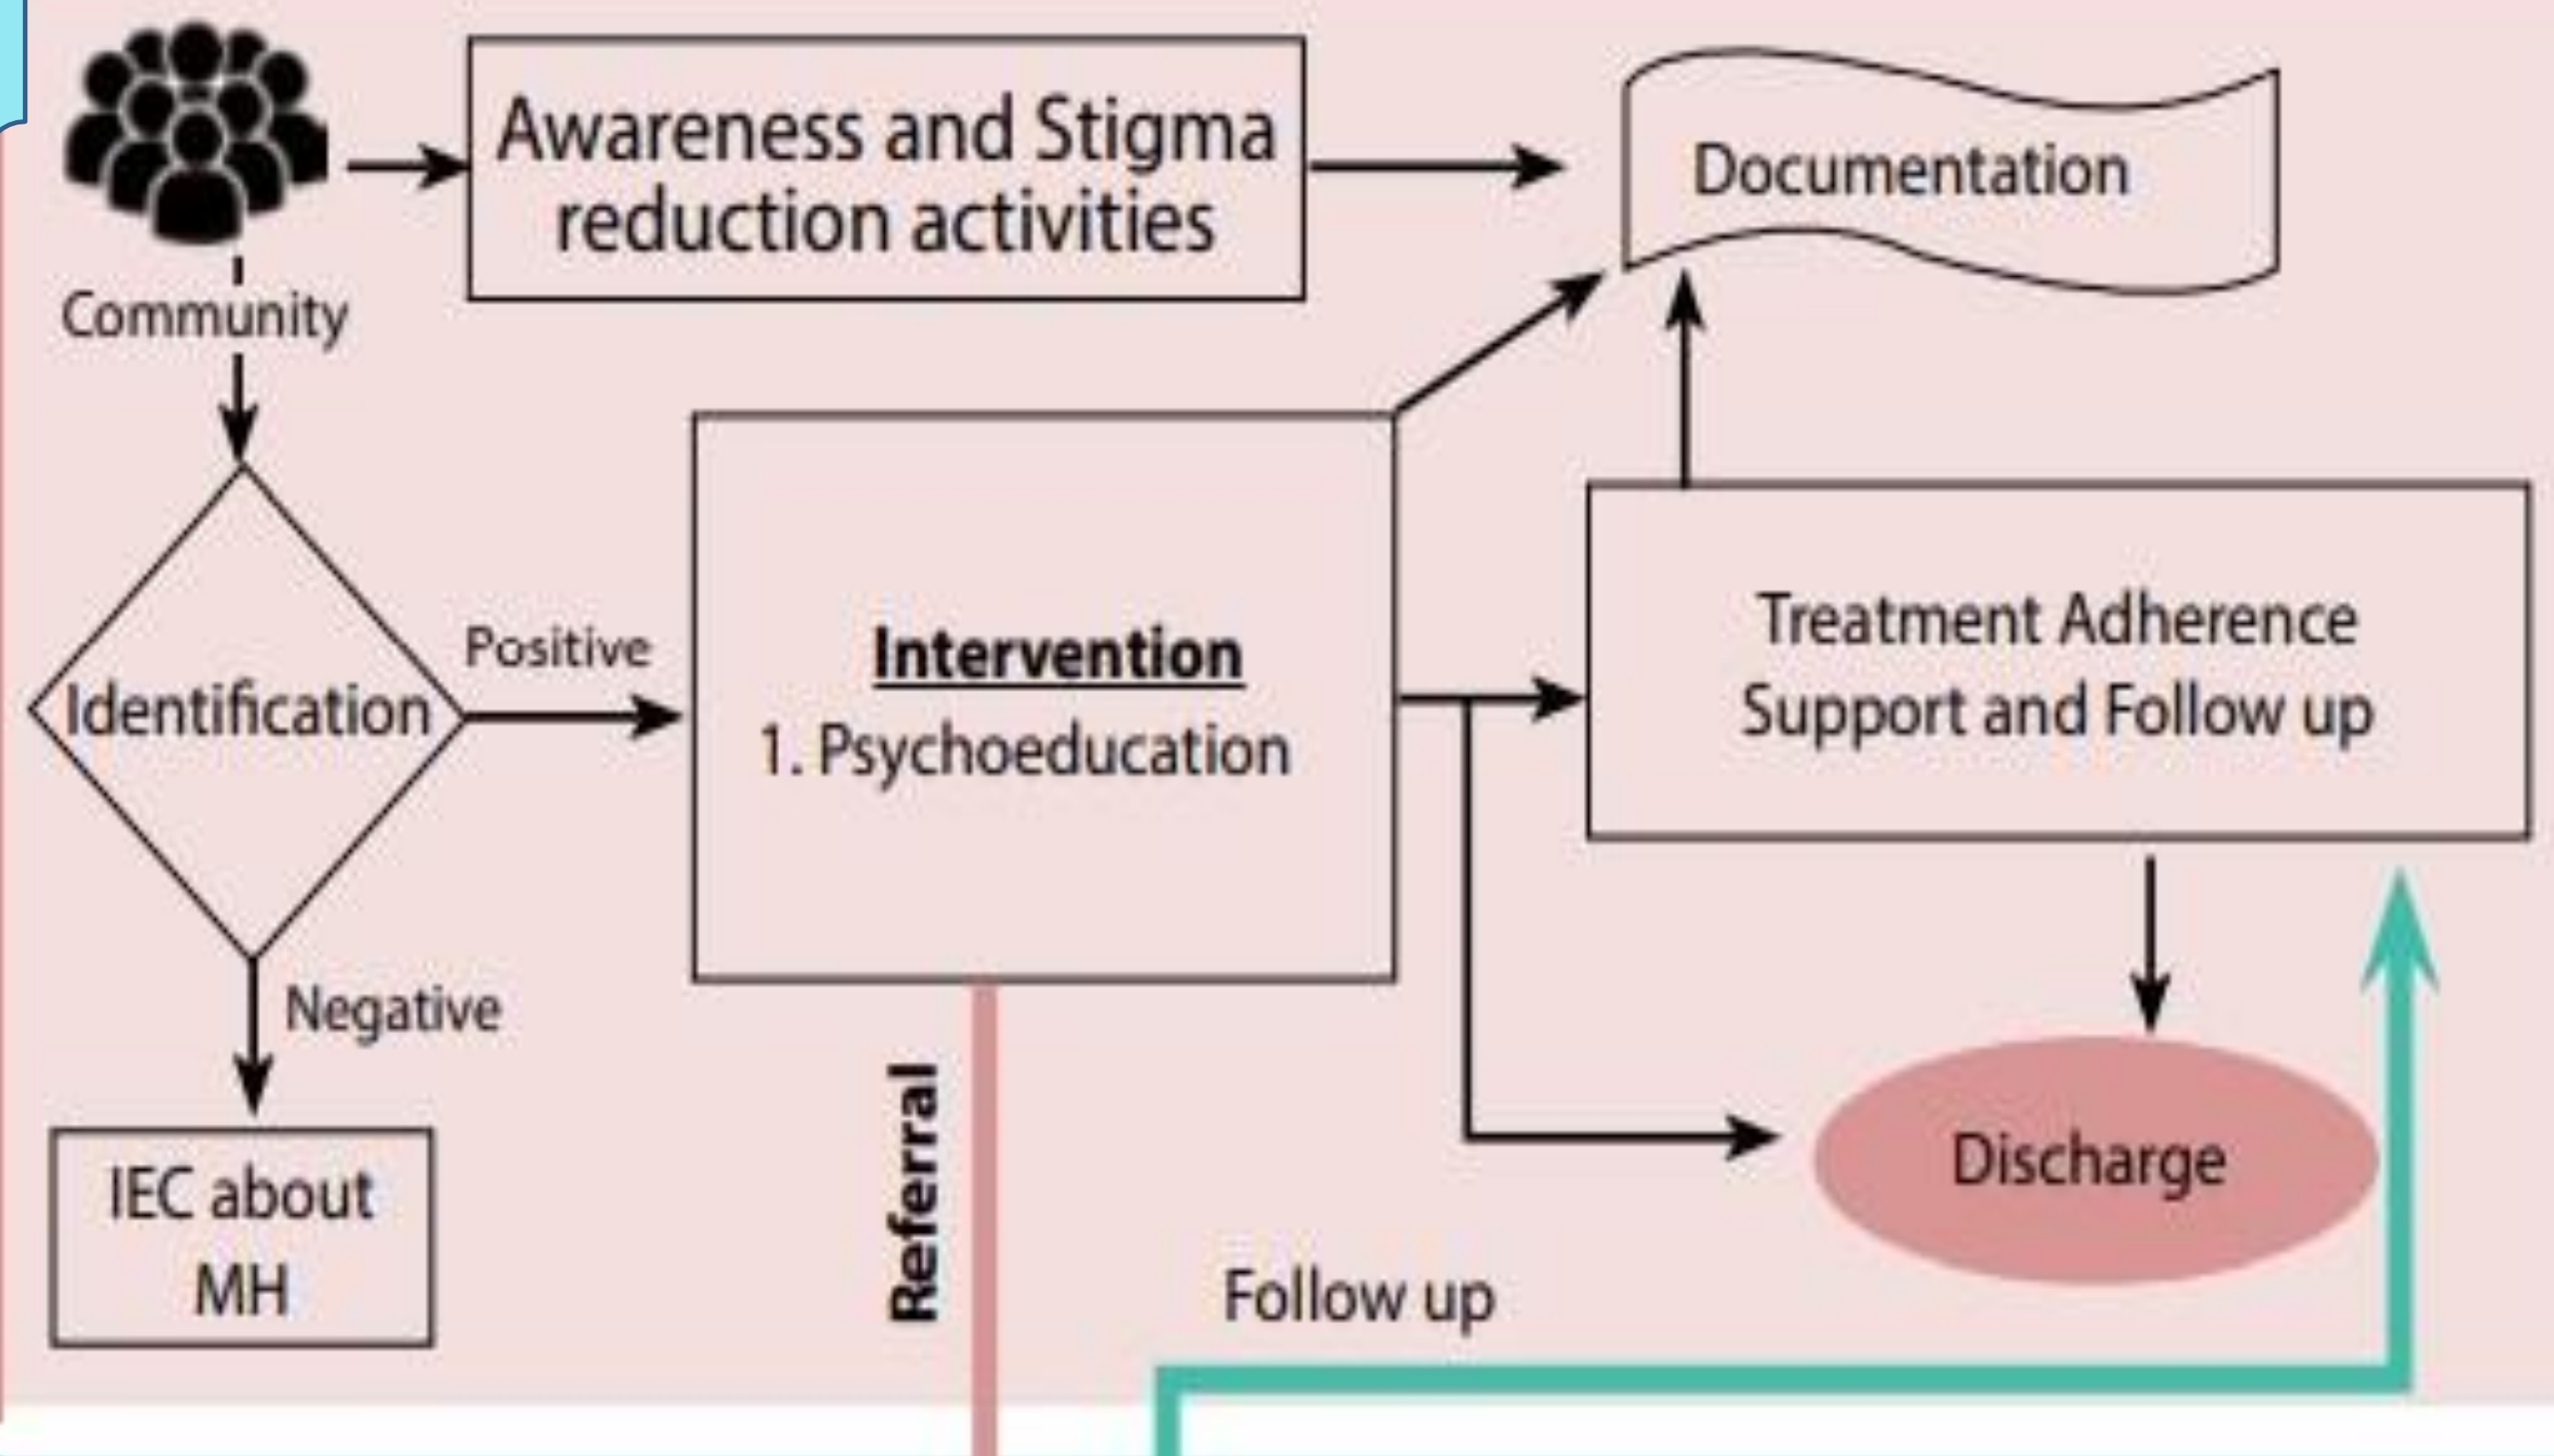 Awareness and Stigma
reduction activities
Documentation
Community
Identification
Positive
Intervention
1. Psychoeducation
Treatment Adherence
Support and Follow up
Negative
IEC about
MH
Referral
Discharge
Follow up